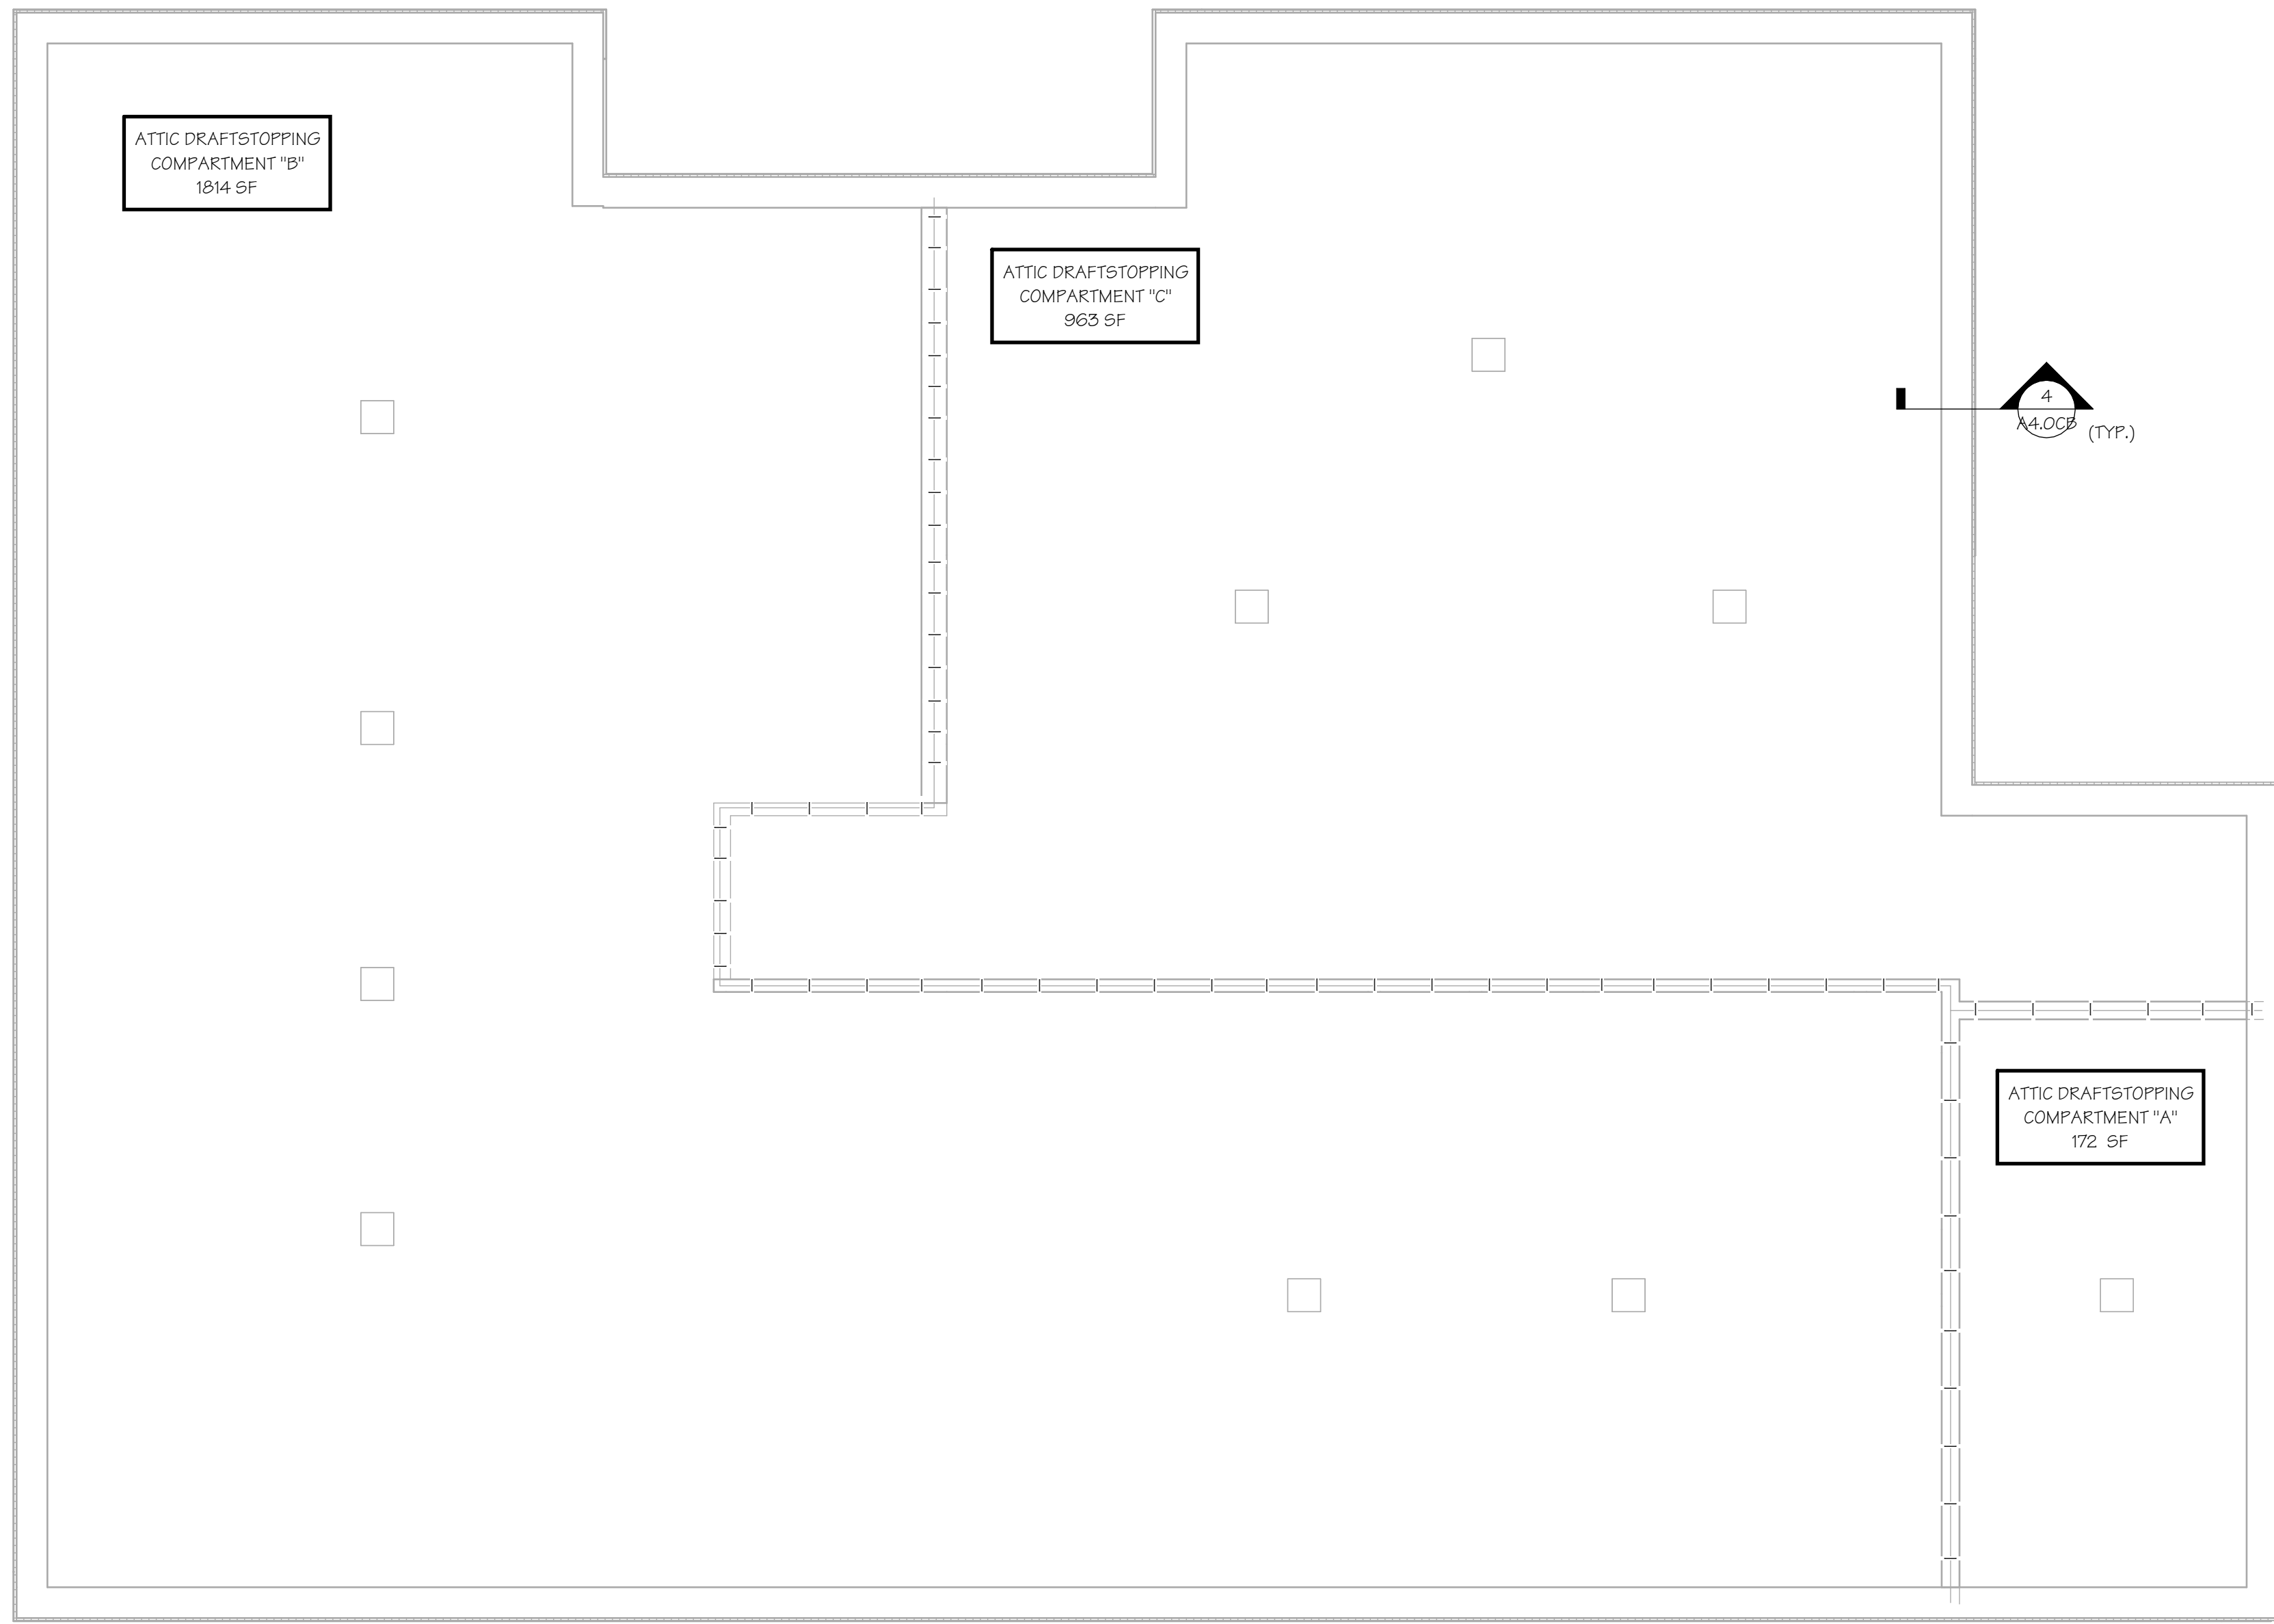 ATTIC DRAFTSTOPPING
COMPARTMENT "B"
1814 SF
ATTIC DRAFTSTOPPING
COMPARTMENT "C"
963 SF
4
A4.0CB
(TYP.)
ATTIC DRAFTSTOPPING
COMPARTMENT "A"
172 SF